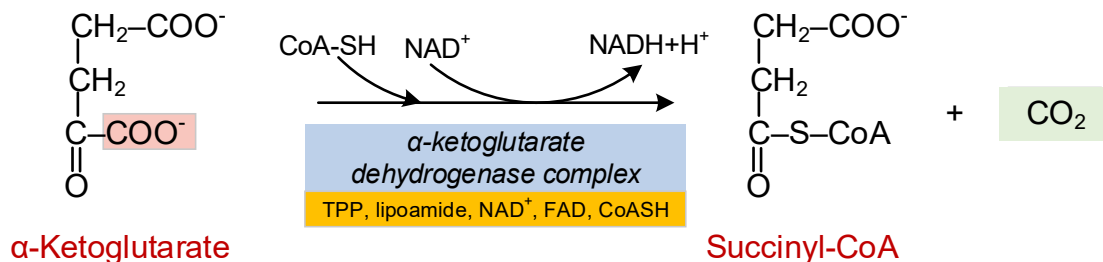 CH₂–COO⁻
CH₂
C–COO⁻
O
α-Ketoglutarate
CoA-SH NAD⁺ NADH+H⁺
α-ketoglutarate
dehydrogenase complex
TPP, lipoamide, NAD⁺, FAD, CoASH
CH₂–COO⁻
CH₂
C–S–CoA
O
Succinyl-CoA
+
CO₂